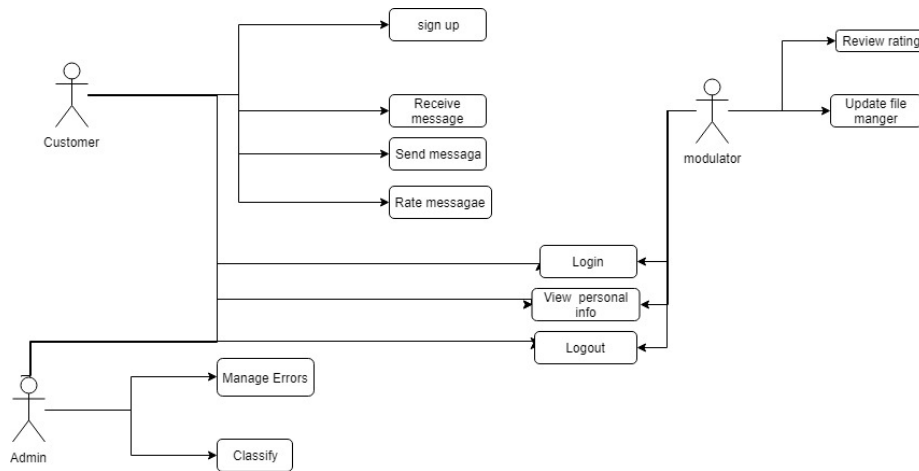 sign up
Review rating
Receive
message
Update file
manger
Customer
Send messaga
modulator
Rate messagae
Login
View personal
info
Logout
Manage Errors
Admin
Classify